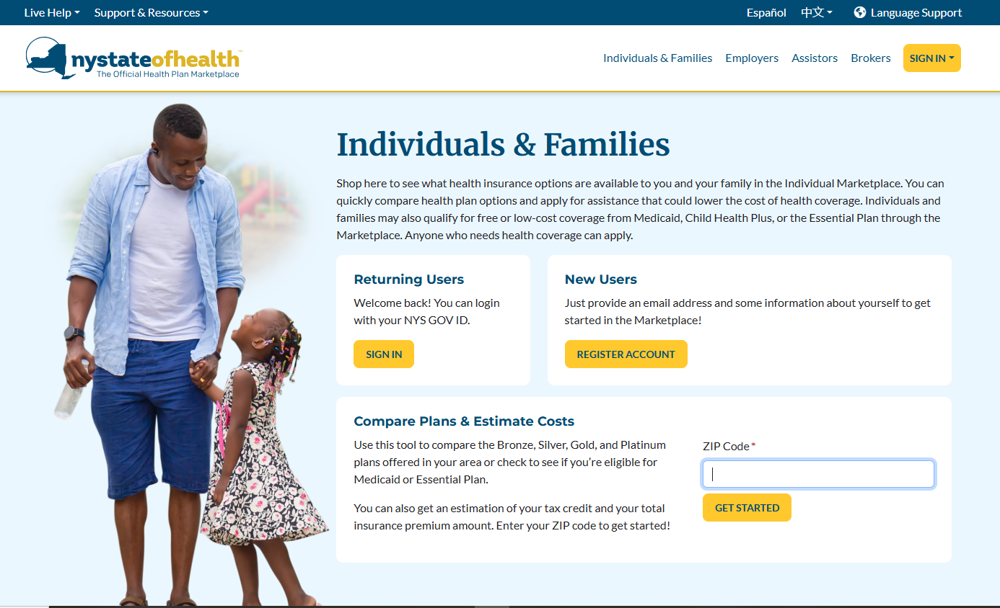 Live Help Support & Resources Español 中文 Language Support
nystateofhealth™
The Official Health Plan Marketplace
Individuals & Families Employers Assistors Brokers SIGN IN
Individuals & Families
Shop here to see what health insurance options are available to you and your family in the Individual Marketplace. You can
quickly compare health plan options and apply for assistance that could lower the cost of health coverage. Individuals and
families may also qualify for free or low-cost coverage from Medicaid, Child Health Plus, or the Essential Plan through the
Marketplace. Anyone who needs health coverage can apply.
Returning Users
Welcome back! You can login
with your NYS GOV ID.
SIGN IN
New Users
Just provide an email address and some information about yourself to get
started in the Marketplace!
REGISTER ACCOUNT
Compare Plans & Estimate Costs
Use this tool to compare the Bronze, Silver, Gold, and Platinum
plans offered in your area or check to see if you’re eligible for
Medicaid or Essential Plan.
You can also get an estimation of your tax credit and your total
insurance premium amount. Enter your ZIP code to get started!
ZIP Code *
GET STARTED